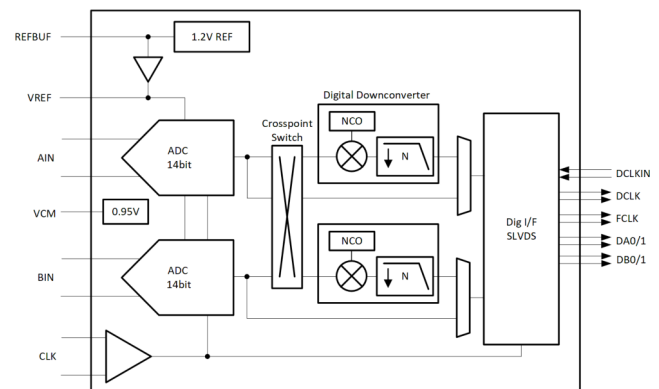 REFBUF
1.2V REF
VREF
Digital Downconverter
NCO
Crosspoint
Switch
ADC
14bit
N
AIN
DCLKIN
DCLK
VCM
0.95V
FCLK
Dig I/F
SLVDS
DA0/1
NCO
DB0/1
BIN
ADC
14bit
N
CLK